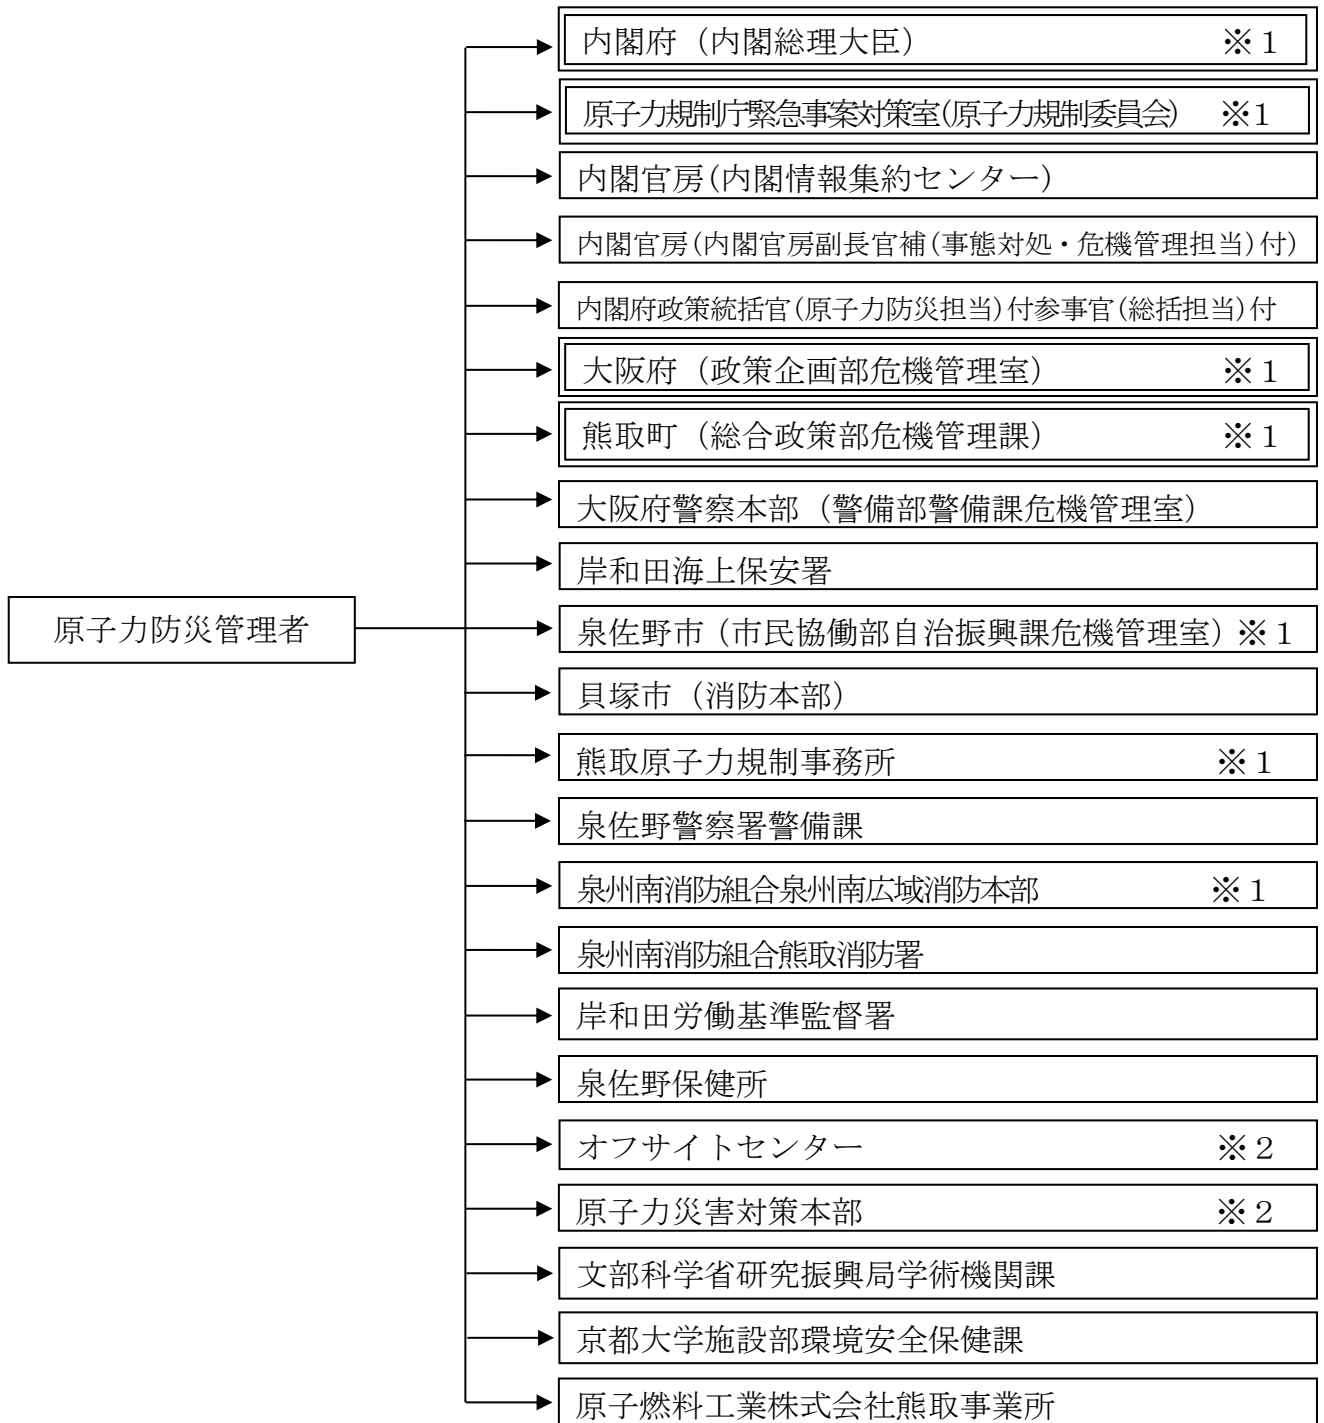 内閣府（内閣総理大臣） ※１
原子力規制庁緊急事案対策室(原子力規制委員会) ※1
内閣官房(内閣情報集約センター)
内閣官房(内閣官房副長官補(事態対処・危機管理担当)付)
内閣府政策統括官(原子力防災担当)付参事官(総括担当)付
大阪府（政策企画部危機管理室） ※１
熊取町（総合政策部危機管理課） ※１
大阪府警察本部（警備部警備課危機管理室）
岸和田海上保安署
原子力防災管理者
泉佐野市（市民協働部自治振興課危機管理室）※１
貝塚市（消防本部）
熊取原子力規制事務所 ※１
泉佐野警察署警備課
泉州南消防組合泉州南広域消防本部 ※１
泉州南消防組合熊取消防署
岸和田労働基準監督署
泉佐野保健所
オフサイトセンター ※２
原子力災害対策本部 ※２
文部科学省研究振興局学術機関課
京都大学施設部環境安全保健課
原子燃料工業株式会社熊取事業所